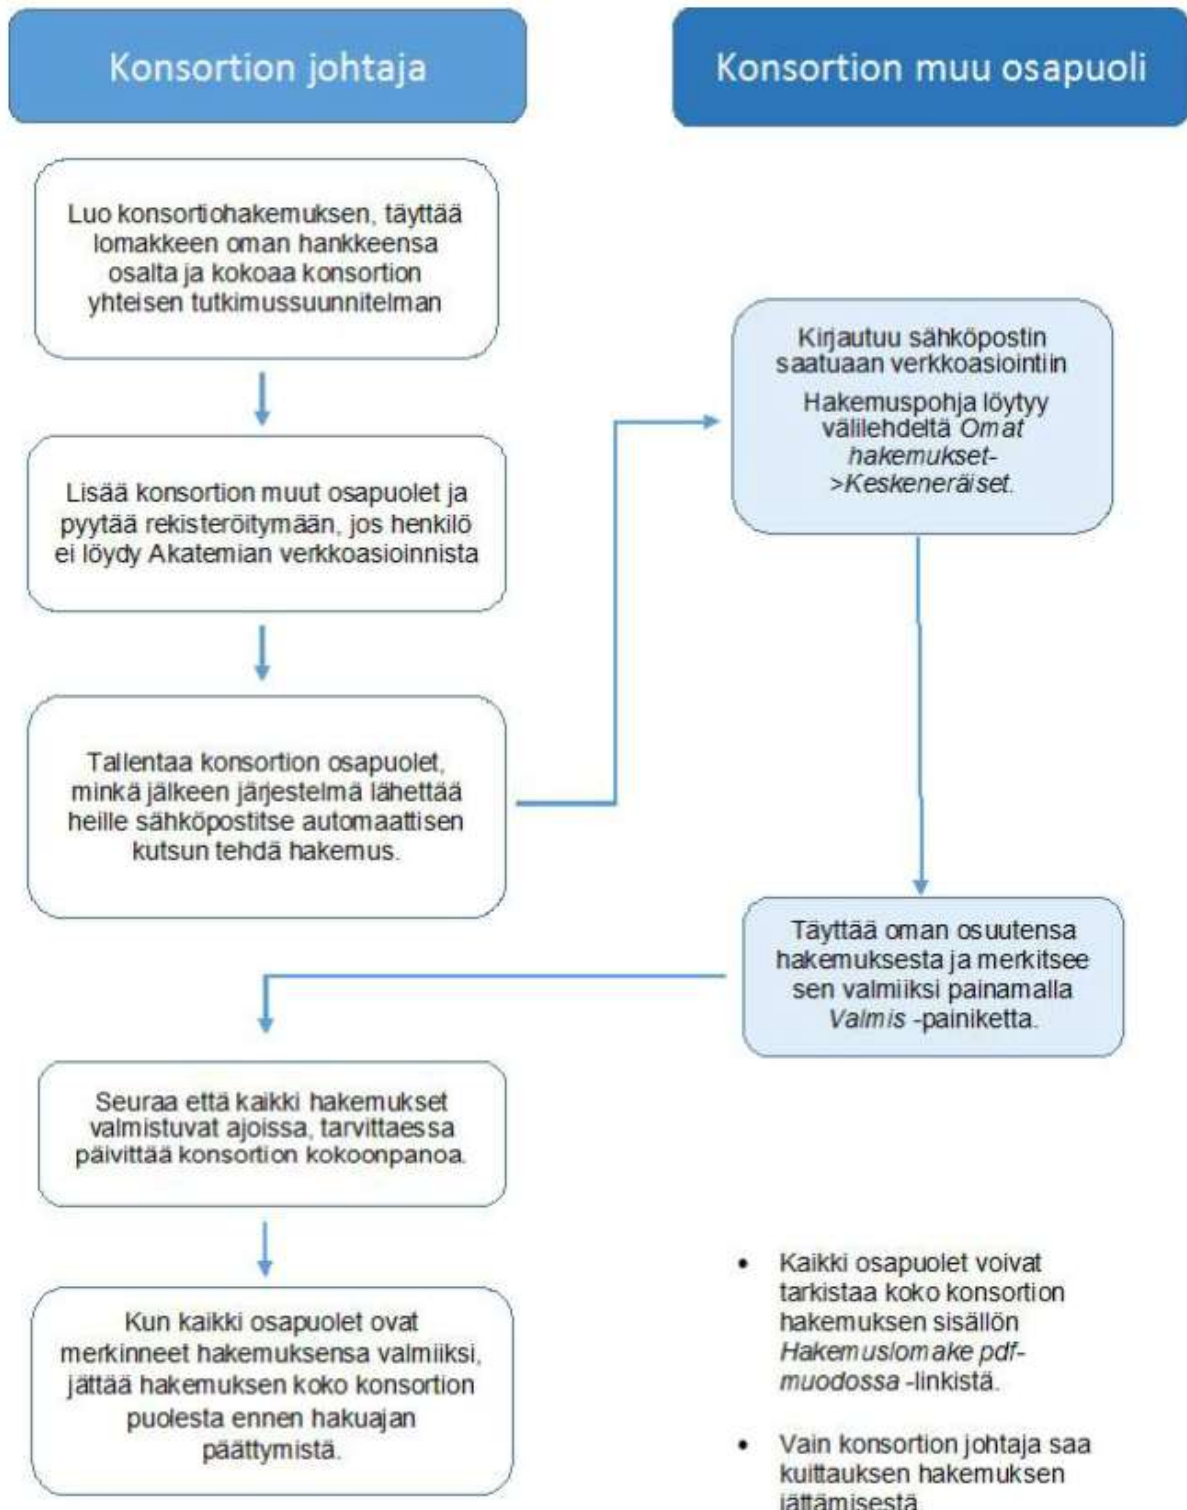 Konsortion johtaja
Konsortion muu osapuoli
Luo konsortiohakemuksen, täyttää
lomakkeen oman hankkeensa
osalta ja kokoaa konsortion
yhteisen tutkimussuunnitelman
Lisää konsortion muut osapuolet ja
pyytää rekisteröitymään, jos henkilö
ei löydy Akatemian verkkoasioinnista
Tallentaa konsortion osapuolet,
minkä jälkeen järjestelmä lähettää
heille sähköpostitse automaattisen
kutsun tehdä hakemus.
Kirjautuu sähköpostin
saatuaan verkkoasiointiin
Hakemuspohja löytyy
välilehdeltä Omat
hakemukset-
>Keskeneräiset.
Täyttää oman osuutensa
hakemuksesta ja merkitsee
sen valmiiksi painamalla
Valmis -painiketta.
Seuraa että kaikki hakemukset
valmistuvat ajoissa, tarvittaessa
päivittää konsortion kokoonpanoa.
Kun kaikki osapuolet ovat
merkinneet hakemuksensa valmiiksi,
jättää hakemuksen koko konsortion
puolesta ennen hakuajan
päättymistä.
• Kaikki osapuolet voivat
tarkistaa koko konsortion
hakemuksen sisällön
Hakemuslomake pdf-
muodossa -linkistä.
• Vain konsortion johtaja saa
kuittauksen hakemuksen
jättämisestä